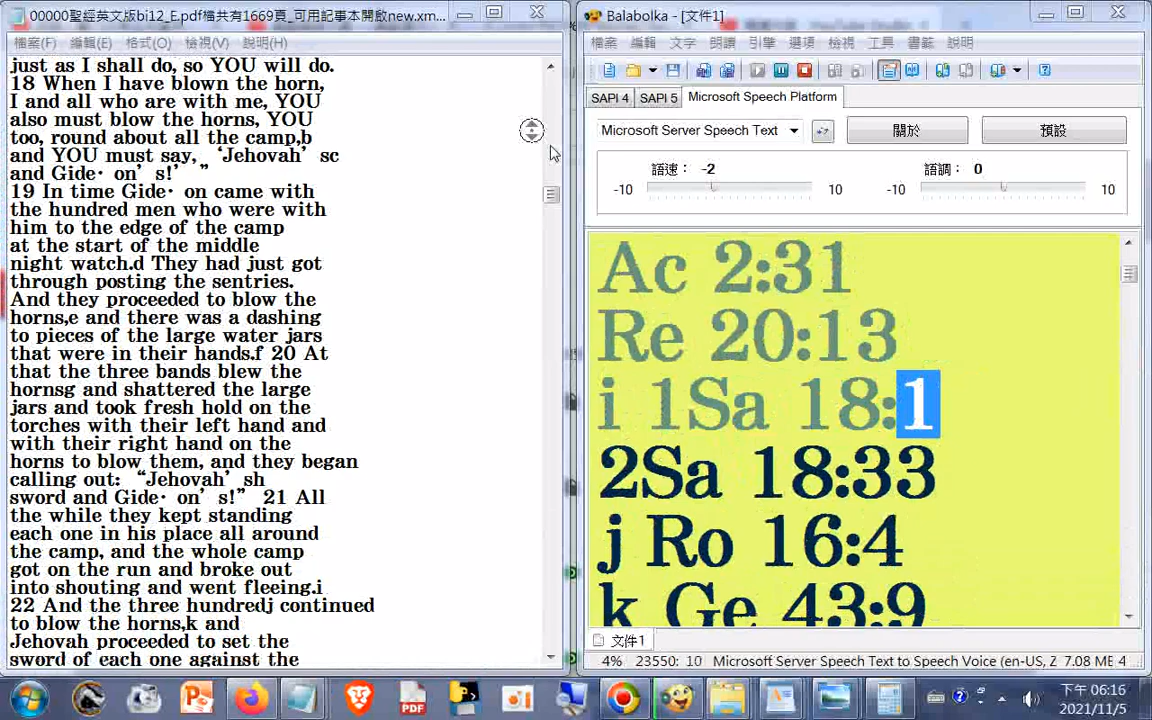 00000聖經英文版bi12_E.pdf檔共有1669頁_可用記事本開啟new.xm...
檔案(F) 編輯(E) 格式(O) 檢視(V) 說明(H)
just as I shall do, so YOU will do.
18 When I have blown the horn,
I and all who are with me, YOU
also must blow the horns, YOU
too, round about all the camp,b
and YOU must say, ‘Jehovah’sc
and Gide·on’s!’”
19 In time Gide·on came with
the hundred men who were with
him to the edge of the camp
at the start of the middle
night watch.d They had just got
through posting the sentries.
And they proceeded to blow the
horns,e and there was a dashing
to pieces of the large water jars
that were in their hands.f 20 At
that the three bands blew the
hornsg and shattered the large
jars and took fresh hold on the
torches with their left hand and
with their right hand on the
horns to blow them, and they began
calling out: “Jehovah’sh
sword and Gide·on’s!” 21 All
the while they kept standing
each one in his place all around
the camp, and the whole camp
got on the run and broke out
into shouting and went fleeing.i
22 And the three hundredj continued
to blow the horns,k and
Jehovah proceeded to set the
sword of each one against the
Balabolka - [文件1]
檔案 編輯 文字 朗讀 引擎 選項 檢視 工具 書籤 說明
SAPI 4 SAPI 5 Microsoft Speech Platform
Microsoft Server Speech Text 關於 預設
語速: -2 語調: 0
-10 10 -10 10
Ac 2:31
Re 20:13
i 1Sa 18:1
2Sa 18:33
j Ro 16:4
k Ge 43:9
文件1
4% 23550: 10 Microsoft Server Speech Text to Speech Voice (en-US, Z 7.08 MB 4
PDF
下午 06:16
2021/11/5